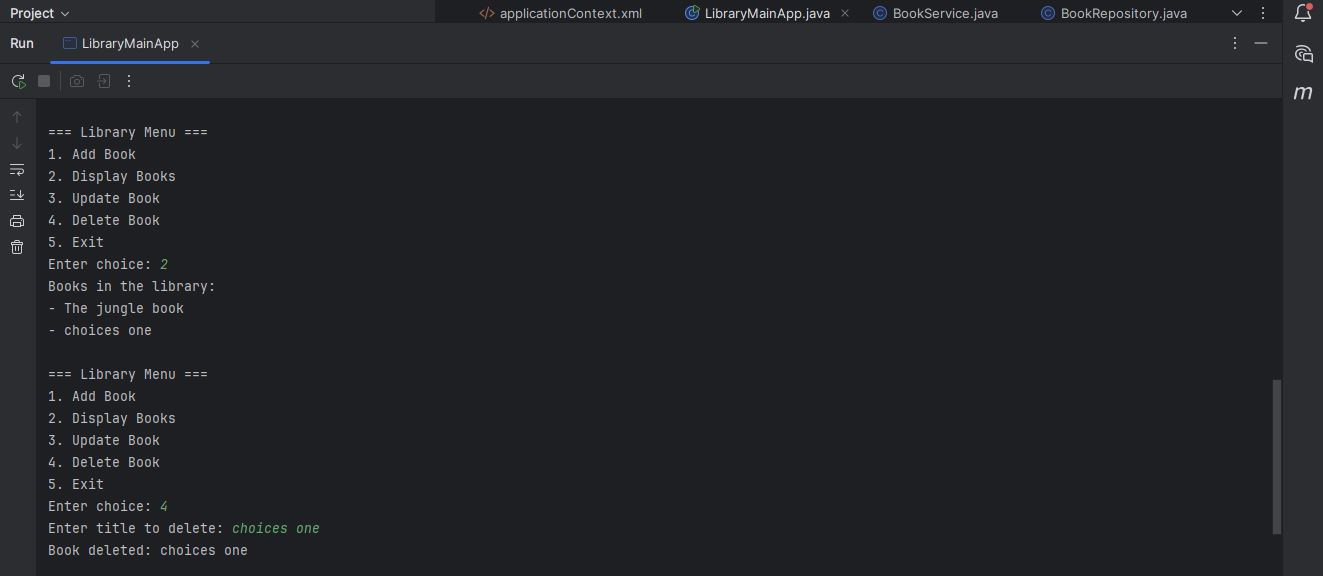 Project
applicationContext.xml
LibraryMainApp.java
BookService.java
BookRepository.java
Run
LibraryMainApp
m
=== Library Menu ===
1. Add Book
2. Display Books
3. Update Book
4. Delete Book
5. Exit
Enter choice: 2
Books in the library:
- The jungle book
- choices one
=== Library Menu ===
1. Add Book
2. Display Books
3. Update Book
4. Delete Book
5. Exit
Enter choice: 4
Enter title to delete: choices one
Book deleted: choices one